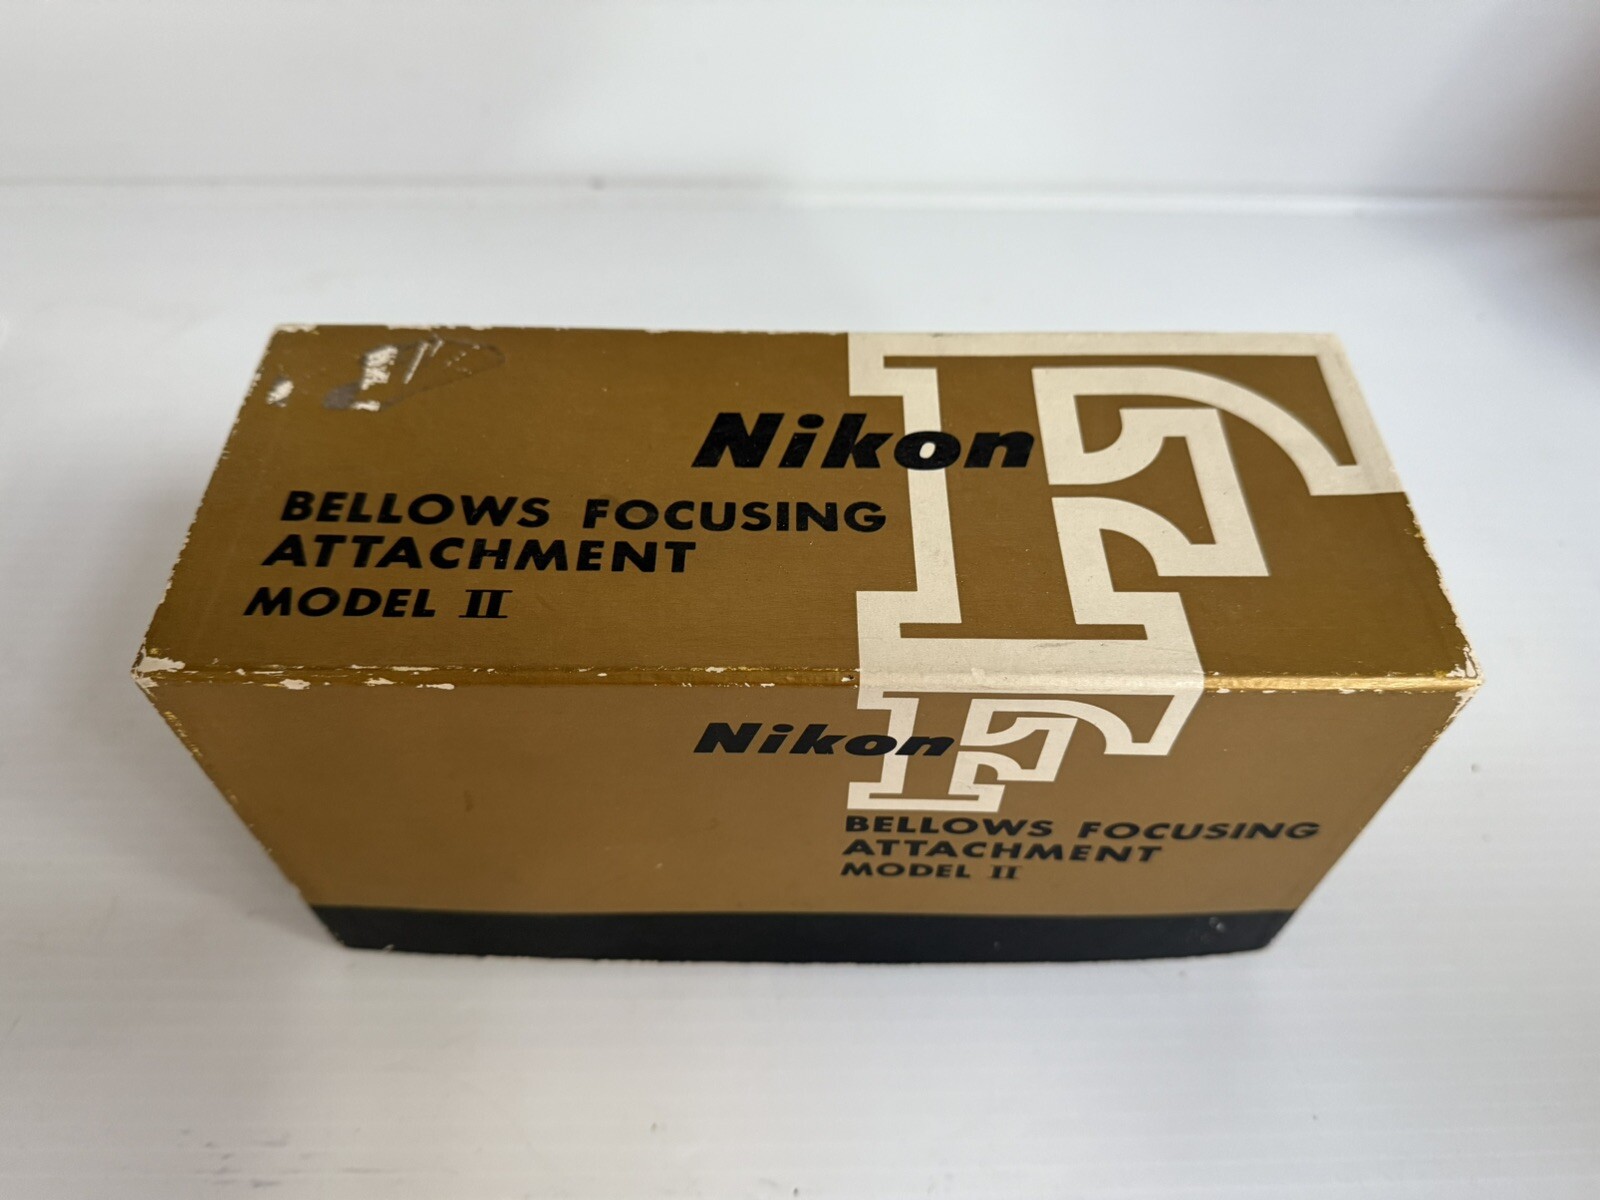 Nikon F
BELLOWS FOCUSING
ATTACHMENT
MODEL II
Nikon F
BELLOWS FOCUSING
ATTACHMENT
MODEL II